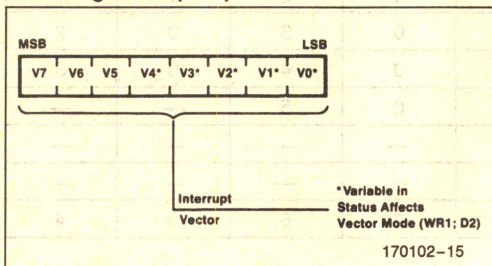 MSB LSB
V7 V6 V5 V4* V3* V2* V1* V0*
Interrupt
Vector
*Variable in
Status Affects
Vector Mode (WR1; D2)
170102–15